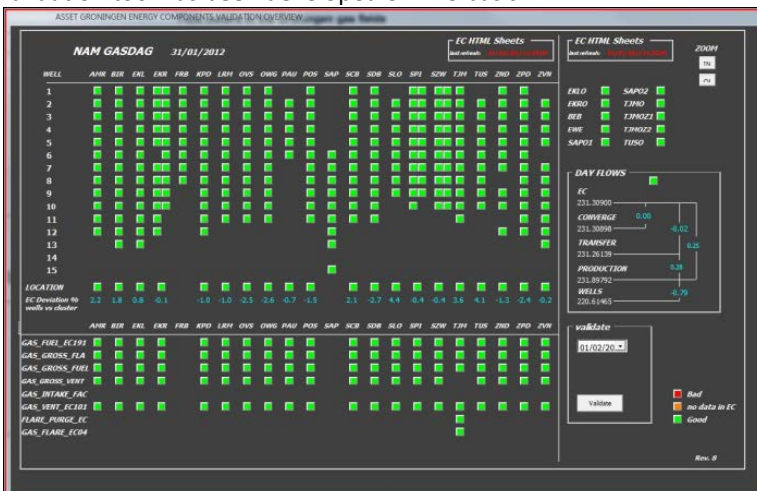 ASSET GRONINGEN ENERGY COMPONENTS VALIDATION OVERVIEW
NAM GASDAG 31/01/2012
EC HTML Sheets
last refresh:
WELL AMR BIR EKL EKR FRB KPD LRM OVS OWG PAU POS SAP SCB SDB SLO SPI SZW TJM TUS ZND ZPD ZVN
1
2
3
4
5
6
7
8
9
10
11
12
13
14
15
LOCATION
EC Deviation % 2.2 1.8 0.8 -0.1 -1.0 -1.0 -2.5 -2.6 -0.7 -1.5 2.1 -2.7 4.4 -0.4 -0.4 3.6 4.1 -1.3 -2.4 -0.2
wells vs cluster
AMR BIR EKL EKR FRB KPD LRM OVS OWG PAU POS SAP SCB SDB SLO SPI SZW TJM TUS ZND ZPD ZVN
GAS_FUEL_EC191
GAS_GROSS_FLA
GAS_GROSS_FUEL
GAS_GROSS_VENT
GAS_INTAKE_FAC
GAS_VENT_EC101
FLARE_PURGE_EC
GAS_FLARE_EC04
EC HTML Sheets
last refresh:
ZOOM
IN
EKLO SAPO2
EKRO TJMO
BEB TJMOZ1
EWE TJMOZ2
SAPO1 TUSO
DAY FLOWS
EC
231.30900
CONVERGE 0.00
231.30898 -0.02
TRANSFER 0.25
231.26139
PRODUCTION 0.28
231.89792
WELLS -0.79
220.61465
validate
01/02/20
Validate
Bad
no data in EC
Good
Rev. 8